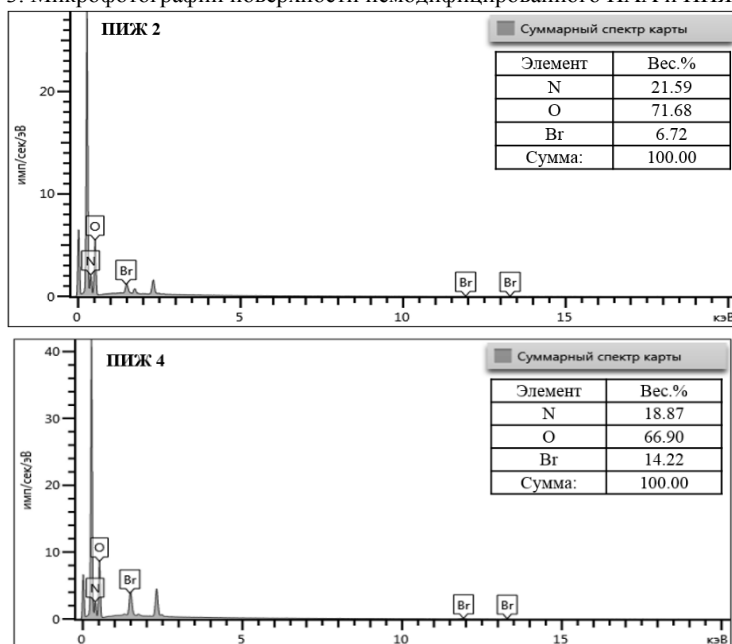 ПИЖ 2
Суммарный спектр карты
Элемент Вес.%
N 21.59
O 71.68
Br 6.72
Сумма: 100.00
20
10
0
имп/сек/эВ
O
N
Br
Br
Br
0 5 10 15 кэВ
ПИЖ 4
Суммарный спектр карты
Элемент Вес.%
N 18.87
O 66.90
Br 14.22
Сумма: 100.00
40
30
20
10
0
имп/сек/эВ
O
N
Br
Br
Br
0 5 10 15 кэВ